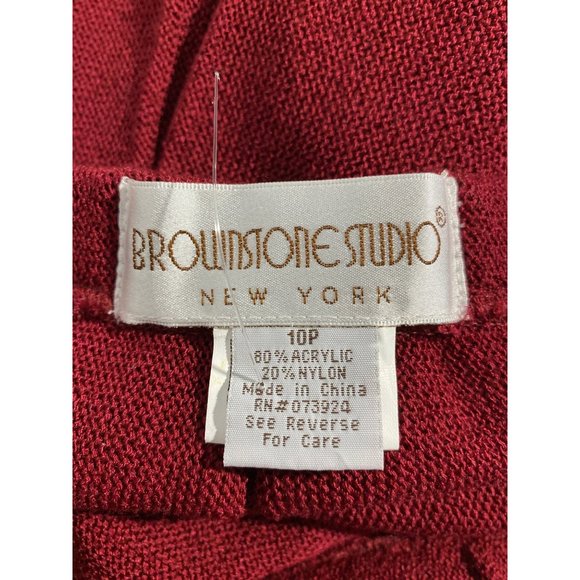 BROWNSTONE STUDIO®
NEW YORK
10P
80% ACRYLIC
20% NYLON
Made in China
RN#073924
See Reverse
For Care